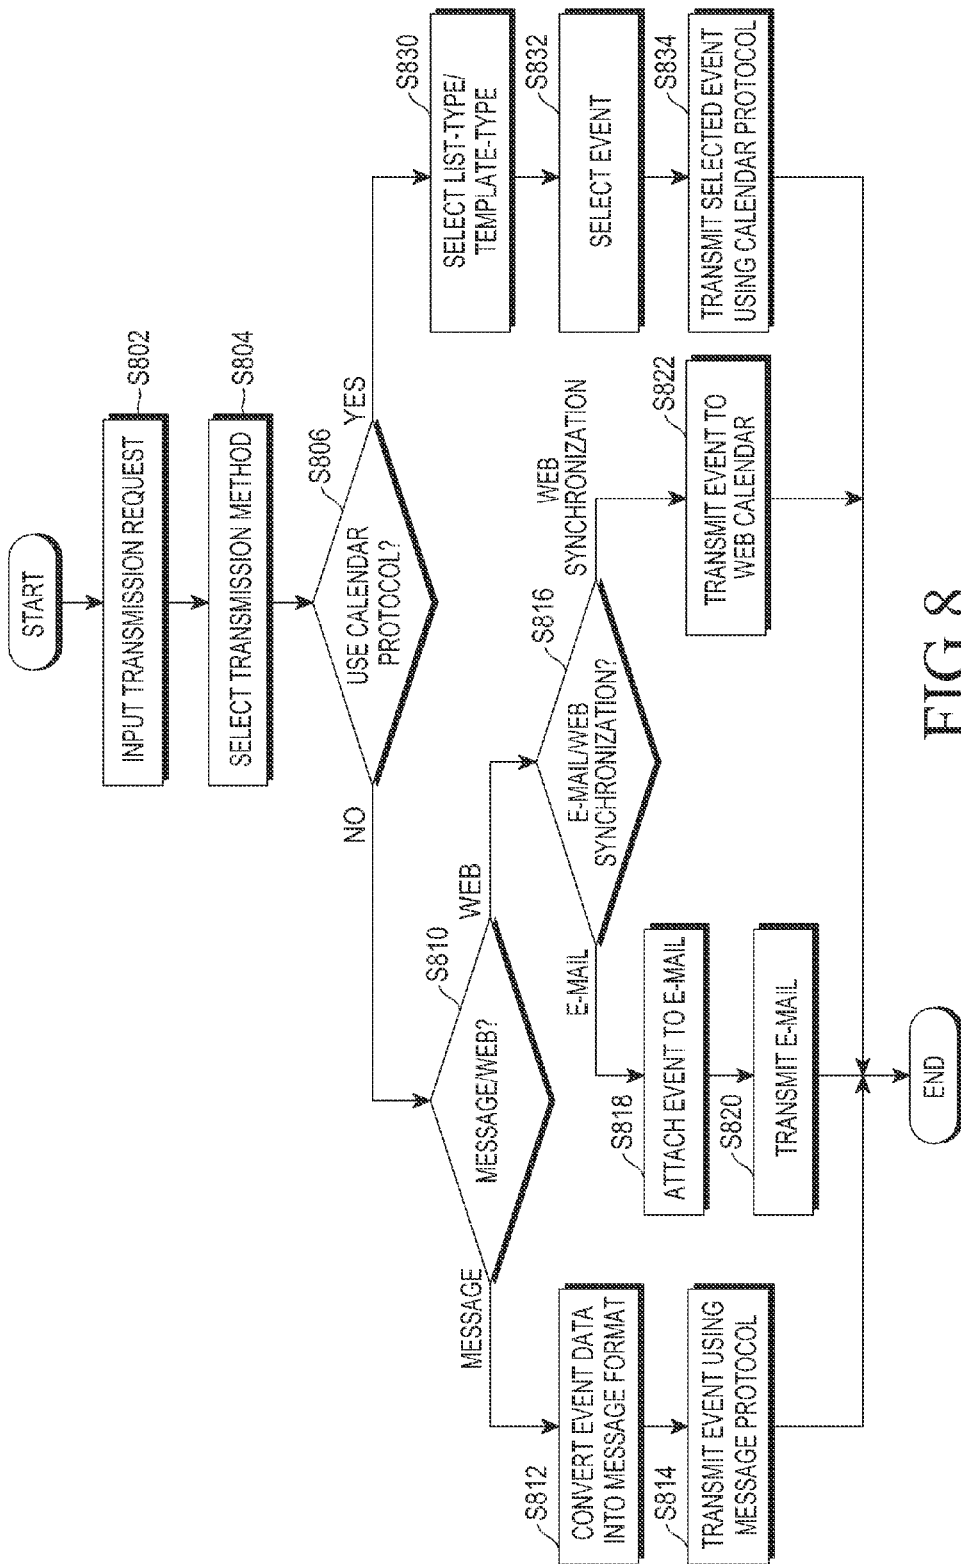 START
INPUT TRANSMISSION REQUEST
S802
SELECT TRANSMISSION METHOD
S804
USE CALENDAR
PROTOCOL?
S806
NO
YES
MESSAGE/WEB?
S810
MESSAGE
WEB
CONVERT EVENT DATA
INTO MESSAGE FORMAT
S812
TRANSMIT EVENT USING
MESSAGE PROTOCOL
S814
E-MAIL/WEB
SYNCHRONIZATION?
S816
E-MAIL
WEB
SYNCHRONIZATION
ATTACH EVENT TO E-MAIL
S818
TRANSMIT E-MAIL
S820
TRANSMIT EVENT TO
WEB CALENDAR
S822
SELECT LIST-TYPE/
TEMPLATE-TYPE
S830
SELECT EVENT
S832
TRANSMIT SELECTED EVENT
USING CALENDAR PROTOCOL
S834
END
FIG 8